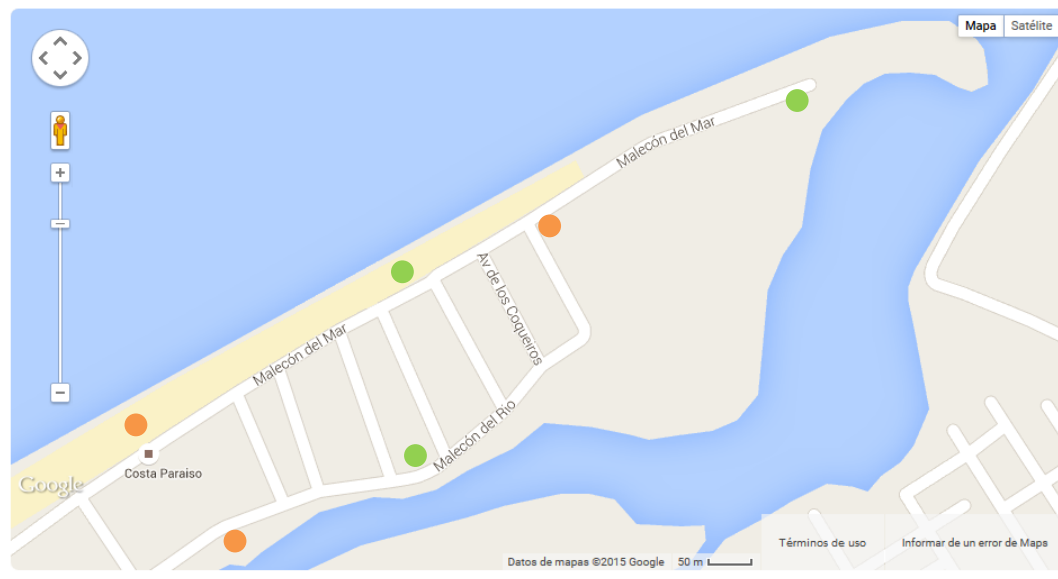 Mapa
Satélite
Malecón del Mar
Av de los Coqueiros
Malecón del Mar
Malecón del Rio
Costa Paraiso
Google
Términos de uso
Informar de un error de Maps
Datos de mapas ©2015 Google
50 m